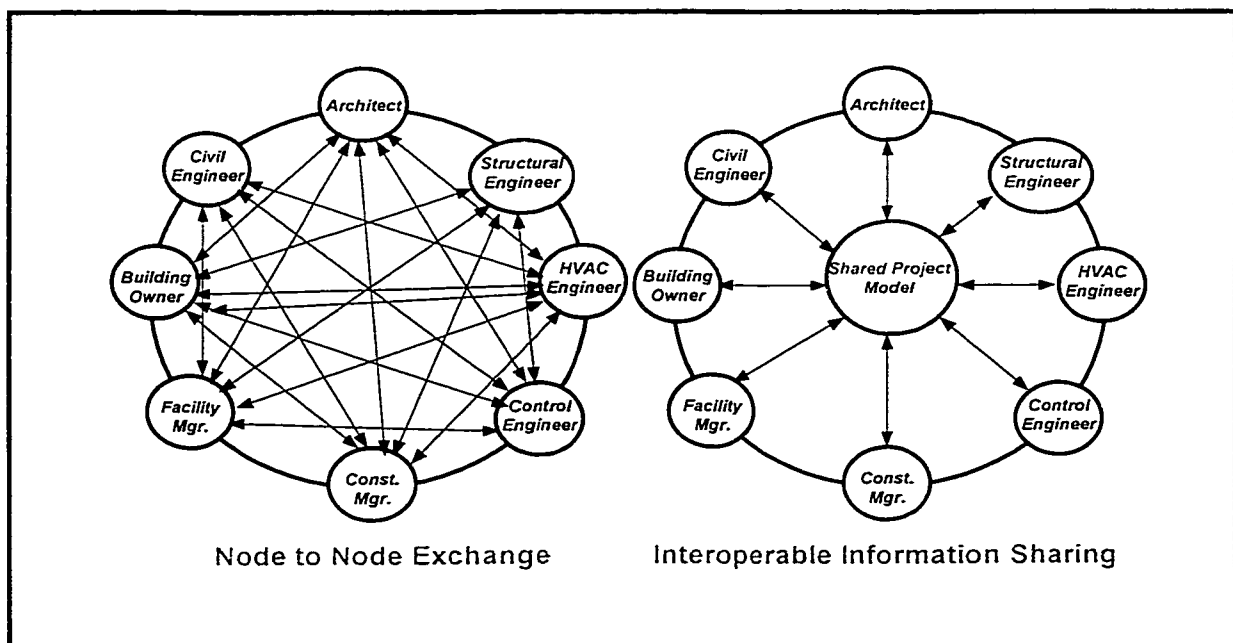 Architect
Civil
Engineer
Structural
Engineer
Building
Owner
HVAC
Engineer
Facility
Mgr.
Control
Engineer
Const.
Mgr.
Node to Node Exchange
Architect
Civil
Engineer
Structural
Engineer
Shared Project
Model
Building
Owner
HVAC
Engineer
Facility
Mgr.
Control
Engineer
Const.
Mgr.
Interoperable Information Sharing